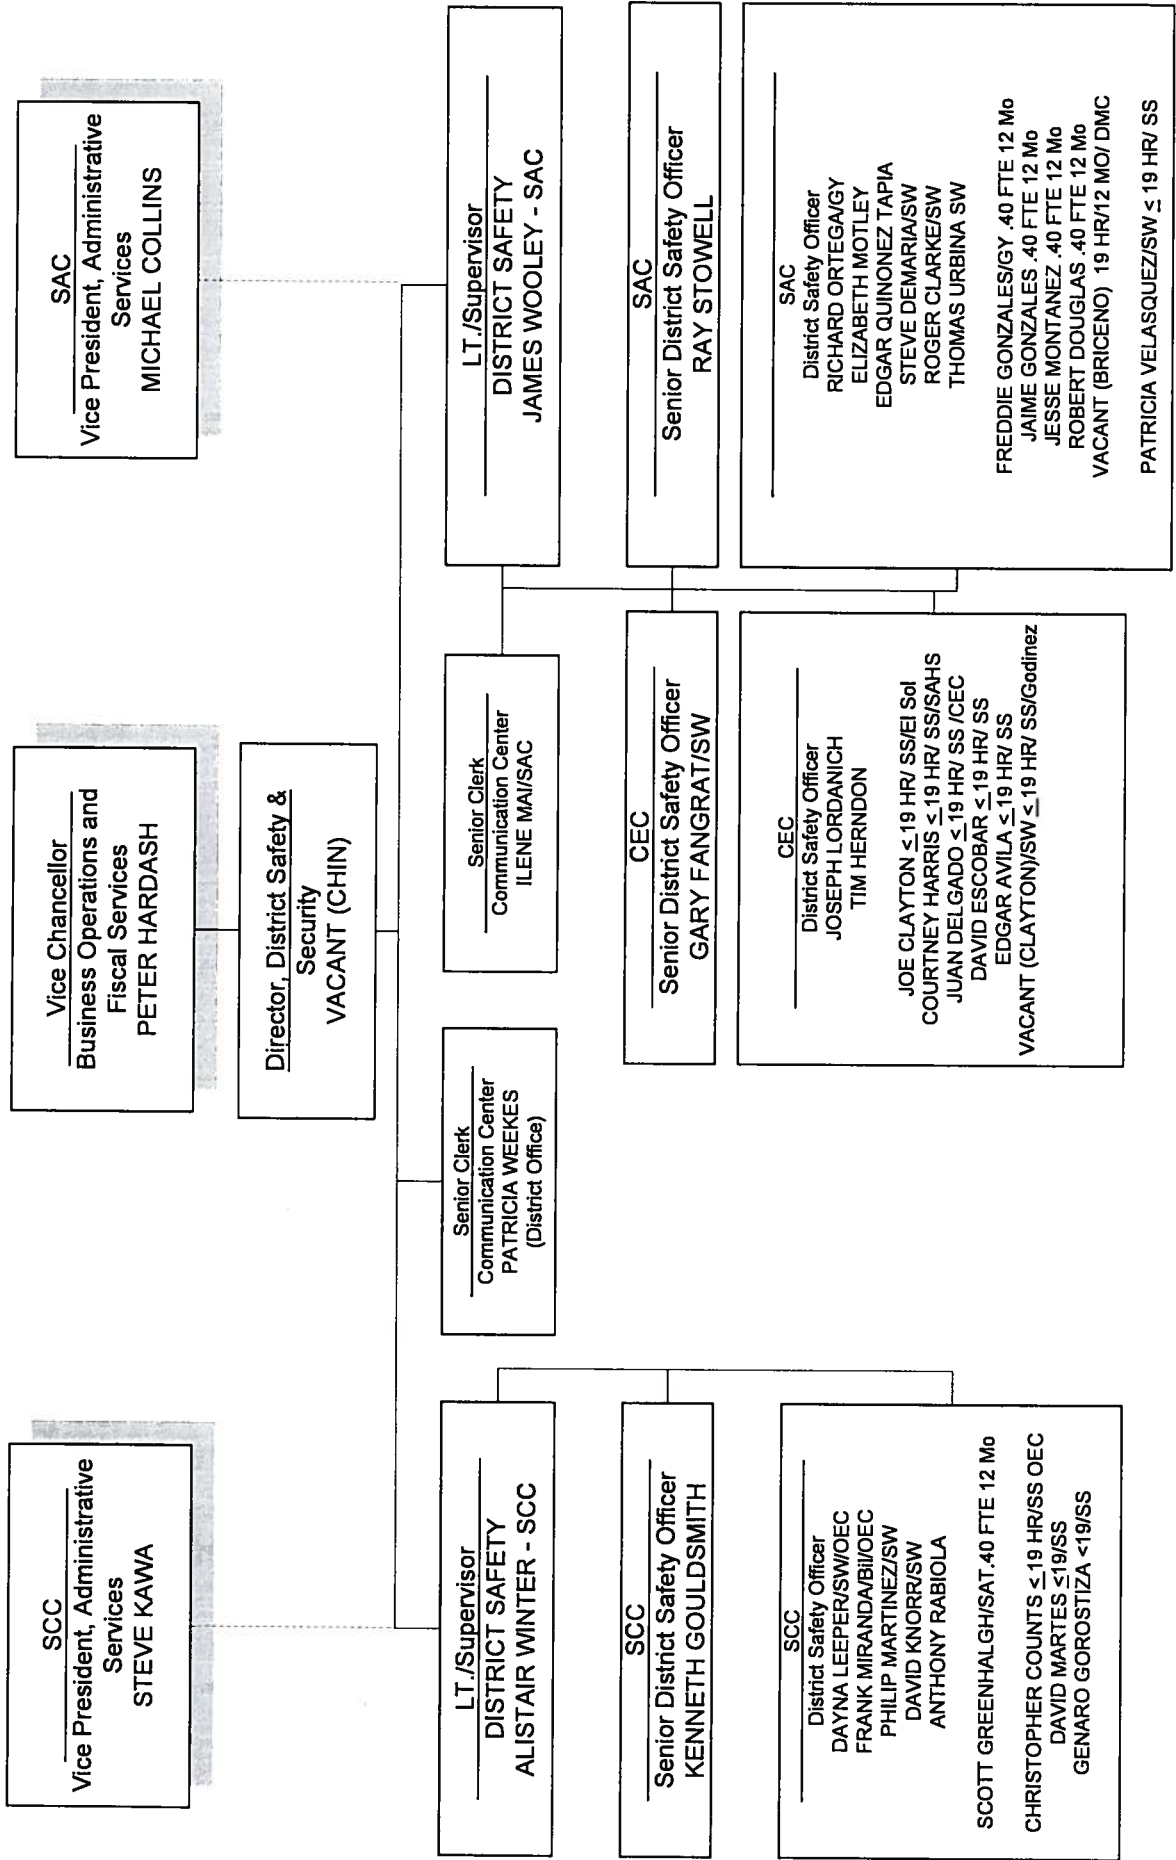 SCC
Vice President, Administrative
Services
STEVE KAWA
Vice Chancellor
Business Operations and
Fiscal Services
PETER HARDASH
SAC
Vice President, Administrative
Services
MICHAEL COLLINS
Director, District Safety &
Security
VACANT (CHIN)
LT./Supervisor
DISTRICT SAFETY
ALISTAIR WINTER - SCC
Senior Clerk
Communication Center
PATRICIA WEEKES
(District Office)
Senior Clerk
Communication Center
ILENE MAI/SAC
LT./Supervisor
DISTRICT SAFETY
JAMES WOOLEY - SAC
SCC
Senior District Safety Officer
KENNETH GOULDSMITH
CEC
Senior District Safety Officer
GARY FANGRAT/SW
SAC
Senior District Safety Officer
RAY STOWELL
SCC
District Safety Officer
DAYNA LEEPER/SW/OEC
FRANK MIRANDA/Bil/OEC
PHILIP MARTINEZ/SW
DAVID KNORR/SW
ANTHONY RABIOLA
SCOTT GREENHALGH/SAT.40 FTE 12 Mo
CHRISTOPHER COUNTS ≤ 19 HR/SS OEC
DAVID MARTES ≤19/SS
GENARO GOROSTIZA <19/SS
CEC
District Safety Officer
JOSEPH LORDANICH
TIM HERNDON
JOE CLAYTON ≤ 19 HR/ SS/El Sol
COURTNEY HARRIS ≤ 19 HR/ SS/SAHS
JUAN DELGADO ≤ 19 HR/ SS /CEC
DAVID ESCOBAR ≤ 19 HR/ SS
EDGAR AVILA ≤ 19 HR/ SS
VACANT (CLAYTON)/SW ≤ 19 HR/ SS/Godinez
SAC
District Safety Officer
RICHARD ORTEGA/GY
ELIZABETH MOTLEY
EDGAR QUINONEZ TAPIA
STEVE DEMARIA/SW
ROGER CLARKE/SW
THOMAS URBINA SW
FREDDIE GONZALES/GY .40 FTE 12 Mo
JAIME GONZALES .40 FTE 12 Mo
JESSE MONTANEZ .40 FTE 12 Mo
ROBERT DOUGLAS .40 FTE 12 Mo
VACANT (BRICENO) 19 HR/12 MO/ DMC
PATRICIA VELASQUEZ/SW ≤ 19 HR/ SS